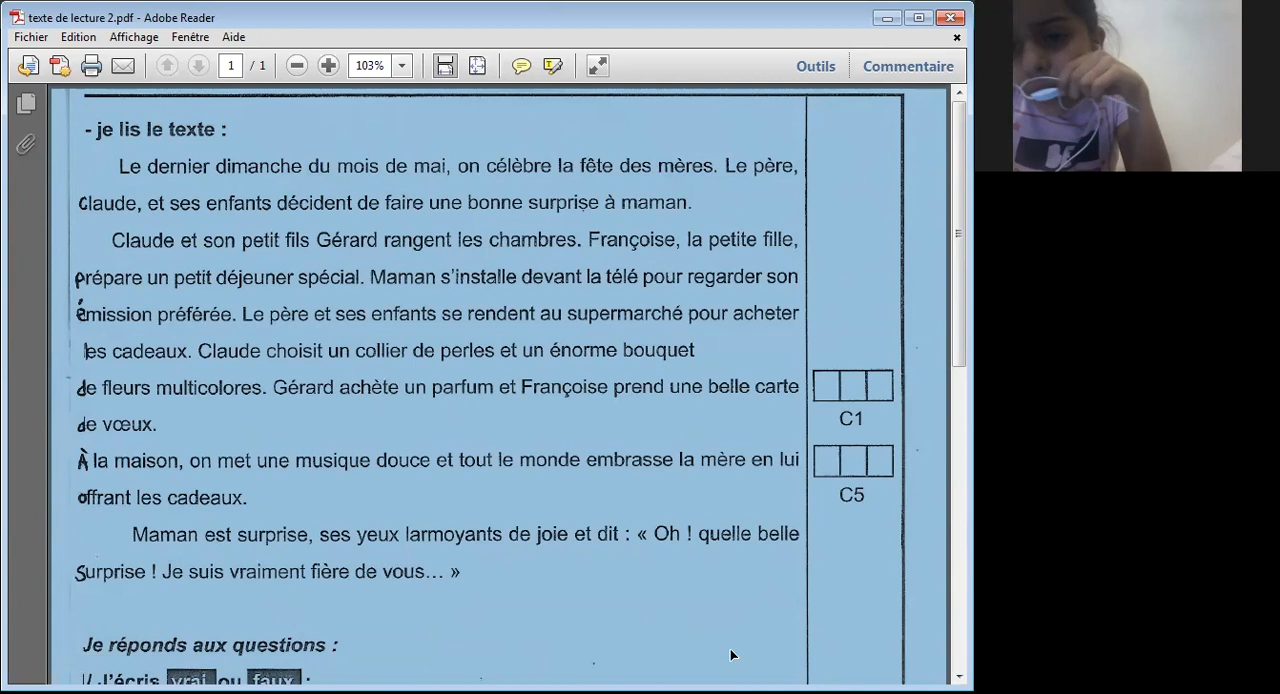 texte de lecture 2.pdf - Adobe Reader
Fichier Edition Affichage Fenêtre Aide
1 / 1 103% Outils Commentaire
- je lis le texte :
Le dernier dimanche du mois de mai, on célèbre la fête des mères. Le père,
Claude, et ses enfants décident de faire une bonne surprise à maman.
Claude et son petit fils Gérard rangent les chambres. Françoise, la petite fille,
prépare un petit déjeuner spécial. Maman s'installe devant la télé pour regarder son
émission préférée. Le père et ses enfants se rendent au supermarché pour acheter
les cadeaux. Claude choisit un collier de perles et un énorme bouquet
de fleurs multicolores. Gérard achète un parfum et Françoise prend une belle carte
C1
de vœux.
À la maison, on met une musique douce et tout le monde embrasse la mère en lui
C5
offrant les cadeaux.
Maman est surprise, ses yeux larmoyants de joie et dit : « Oh ! quelle belle
Surprise ! Je suis vraiment fière de vous... »
Je réponds aux questions :
I/ J'écris vrai ou faux :